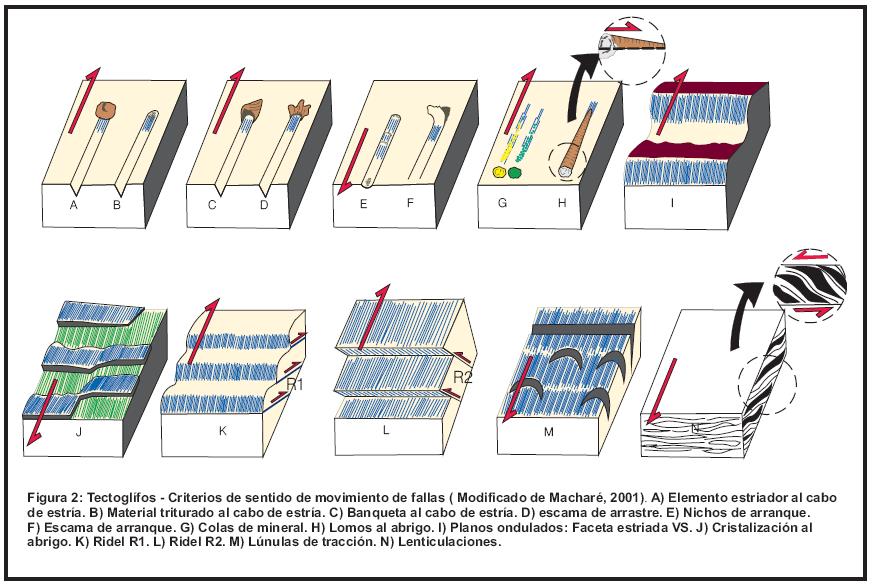 A B C D E F G H I
J K R1 L R2 M N
Figura 2: Tectoglífos - Criterios de sentido de movimiento de fallas ( Modificado de Macharé, 2001). A) Elemento estriador al cabo
de estría. B) Material triturado al cabo de estría. C) Banqueta al cabo de estría. D) escama de arrastre. E) Nichos de arranque.
F) Escama de arranque. G) Colas de mineral. H) Lomos al abrigo. I) Planos ondulados: Faceta estriada VS. J) Cristalización al
abrigo. K) Ridel R1. L) Ridel R2. M) Lúnulas de tracción. N) Lenticulaciones.